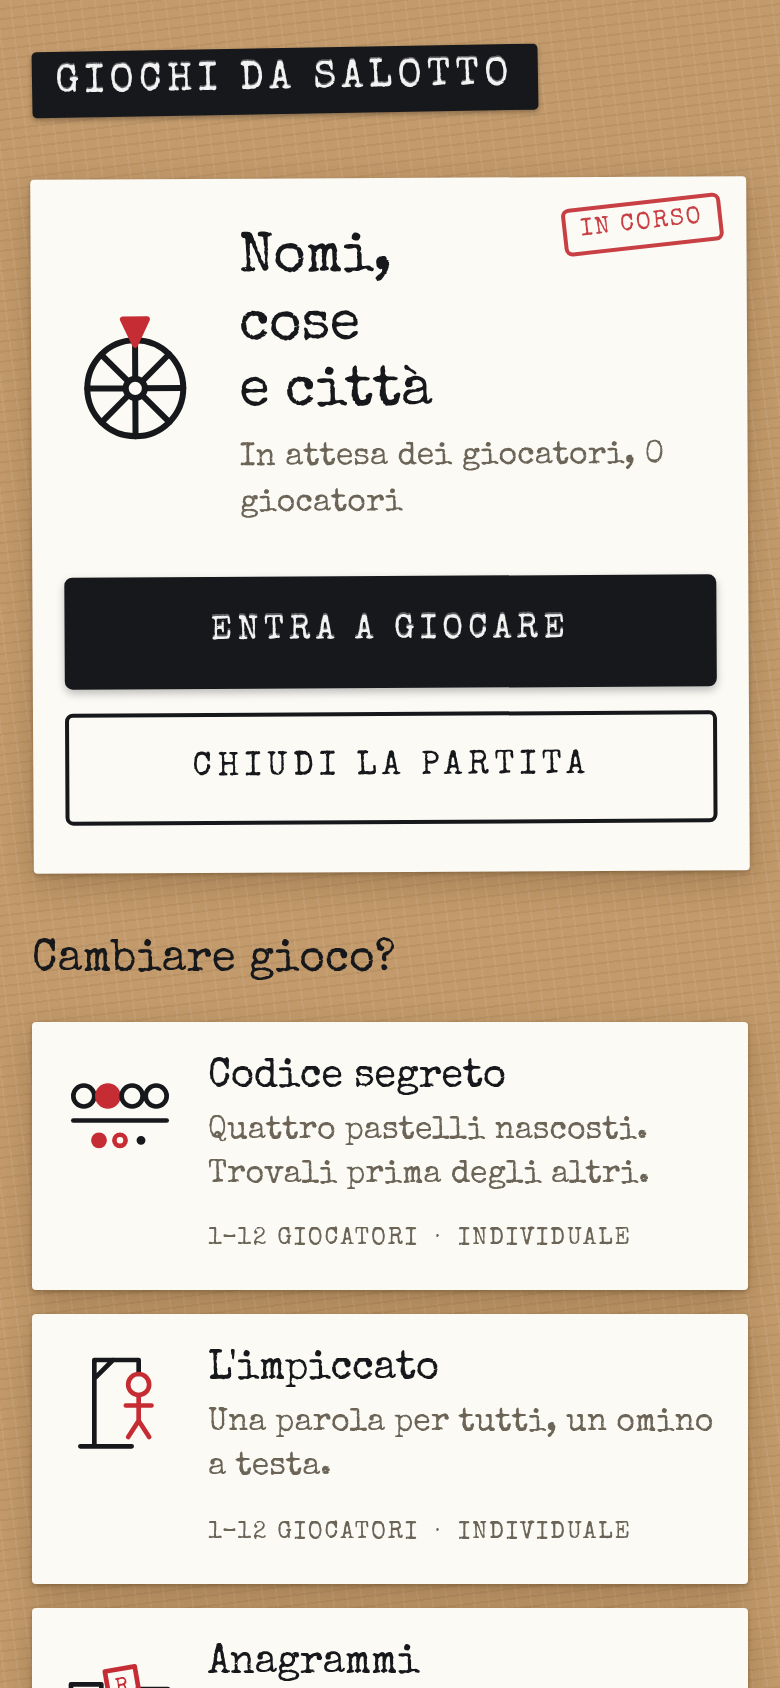 GIOCHI DA SALOTTO
IN CORSO
Nomi,
cose
e città
In attesa dei giocatori, 0
giocatori
ENTRA A GIOCARE
CHIUDI LA PARTITA
Cambiare gioco?
Codice segreto
Quattro pastelli nascosti.
Trovali prima degli altri.
1–12 GIOCATORI · INDIVIDUALE
L'impiccato
Una parola per tutti, un omino
a testa.
1–12 GIOCATORI · INDIVIDUALE
Anagrammi
R